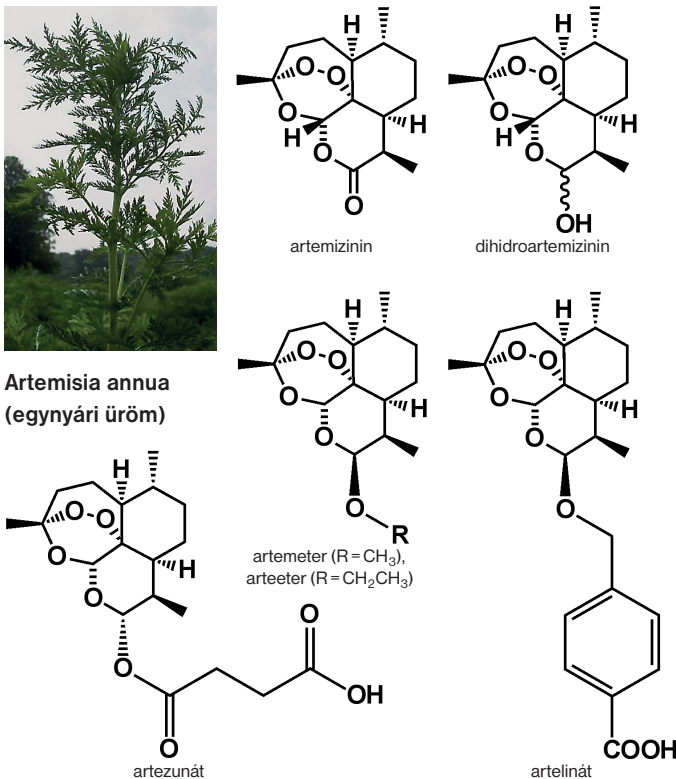 H
O O
O
H
O
O
artemizinin
H
O O
O
H
O
H
OH
dihidroartemizinin
Artemisia annua
(egynyári üröm)
H
O O
O
H
O
O
R
artemeter (R=CH₃),
arteeter (R=CH₂CH₃)
H
O O
O
H
O
O
COOH
artelinát
H
O O
O
H
O
O
O
O
OH
artezunát